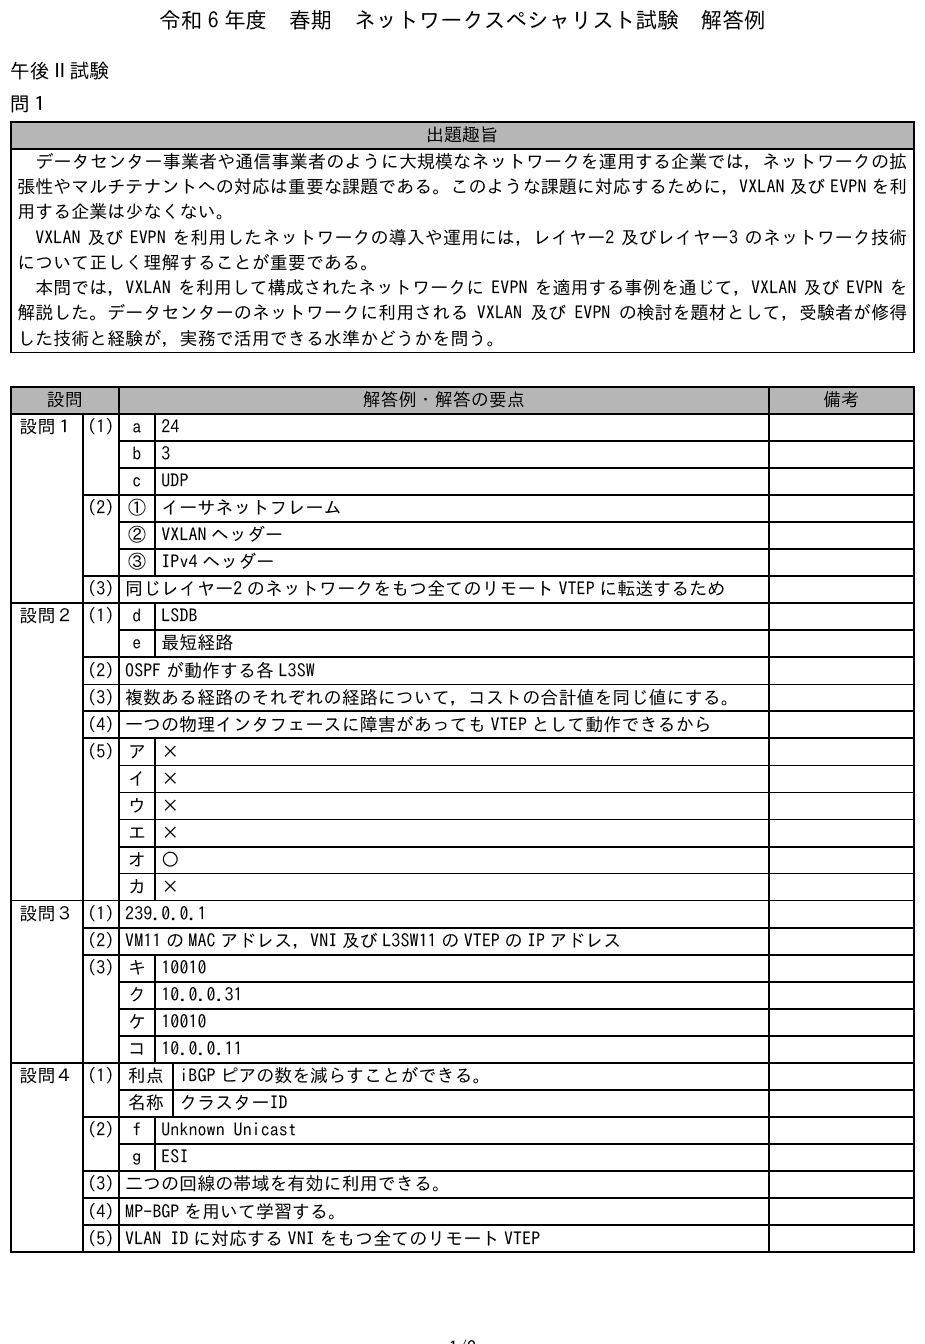 令和６年度　春期　ネットワークスペシャリスト試験　解答例
午後Ⅱ試験
問１
出題趣旨
　データセンター事業者や通信事業者のように大規模なネットワークを運用する企業では，ネットワークの拡
張性やマルチテナントへの対応は重要な課題である。このような課題に対応するために，VXLAN 及び EVPN を利
用する企業は少なくない。
　VXLAN 及び EVPN を利用したネットワークの導入や運用には，レイヤー2 及びレイヤー3 のネットワーク技術
について正しく理解することが重要である。
　本問では，VXLAN を利用して構成されたネットワークに EVPN を適用する事例を通じて，VXLAN 及び EVPN を
解説した。データセンターのネットワークに利用される VXLAN 及び EVPN の検討を題材として，受験者が修得
した技術と経験が，実務で活用できる水準かどうかを問う。
設問 解答例・解答の要点 備考
設問１ (1) a 24
b 3
c UDP
(2) ① イーサネットフレーム
② VXLAN ヘッダー
③ IPv4 ヘッダー
(3) 同じレイヤー2 のネットワークをもつ全てのリモート VTEP に転送するため
設問２ (1) d LSDB
e 最短経路
(2) OSPF が動作する各 L3SW
(3) 複数ある経路のそれぞれの経路について，コストの合計値を同じ値にする。
(4) 一つの物理インタフェースに障害があっても VTEP として動作できるから
(5) ア ×
イ ×
ウ ×
エ ×
オ ○
カ ×
設問３ (1) 239.0.0.1
(2) VM11 の MAC アドレス，VNI 及び L3SW11 の VTEP の IP アドレス
(3) キ 10010
ク 10.0.0.31
ケ 10010
コ 10.0.0.11
設問４ (1) 利点 iBGP ピアの数を減らすことができる。
名称 クラスターID
(2) f Unknown Unicast
g ESI
(3) 二つの回線の帯域を有効に利用できる。
(4) MP-BGP を用いて学習する。
(5) VLAN ID に対応する VNI をもつ全てのリモート VTEP